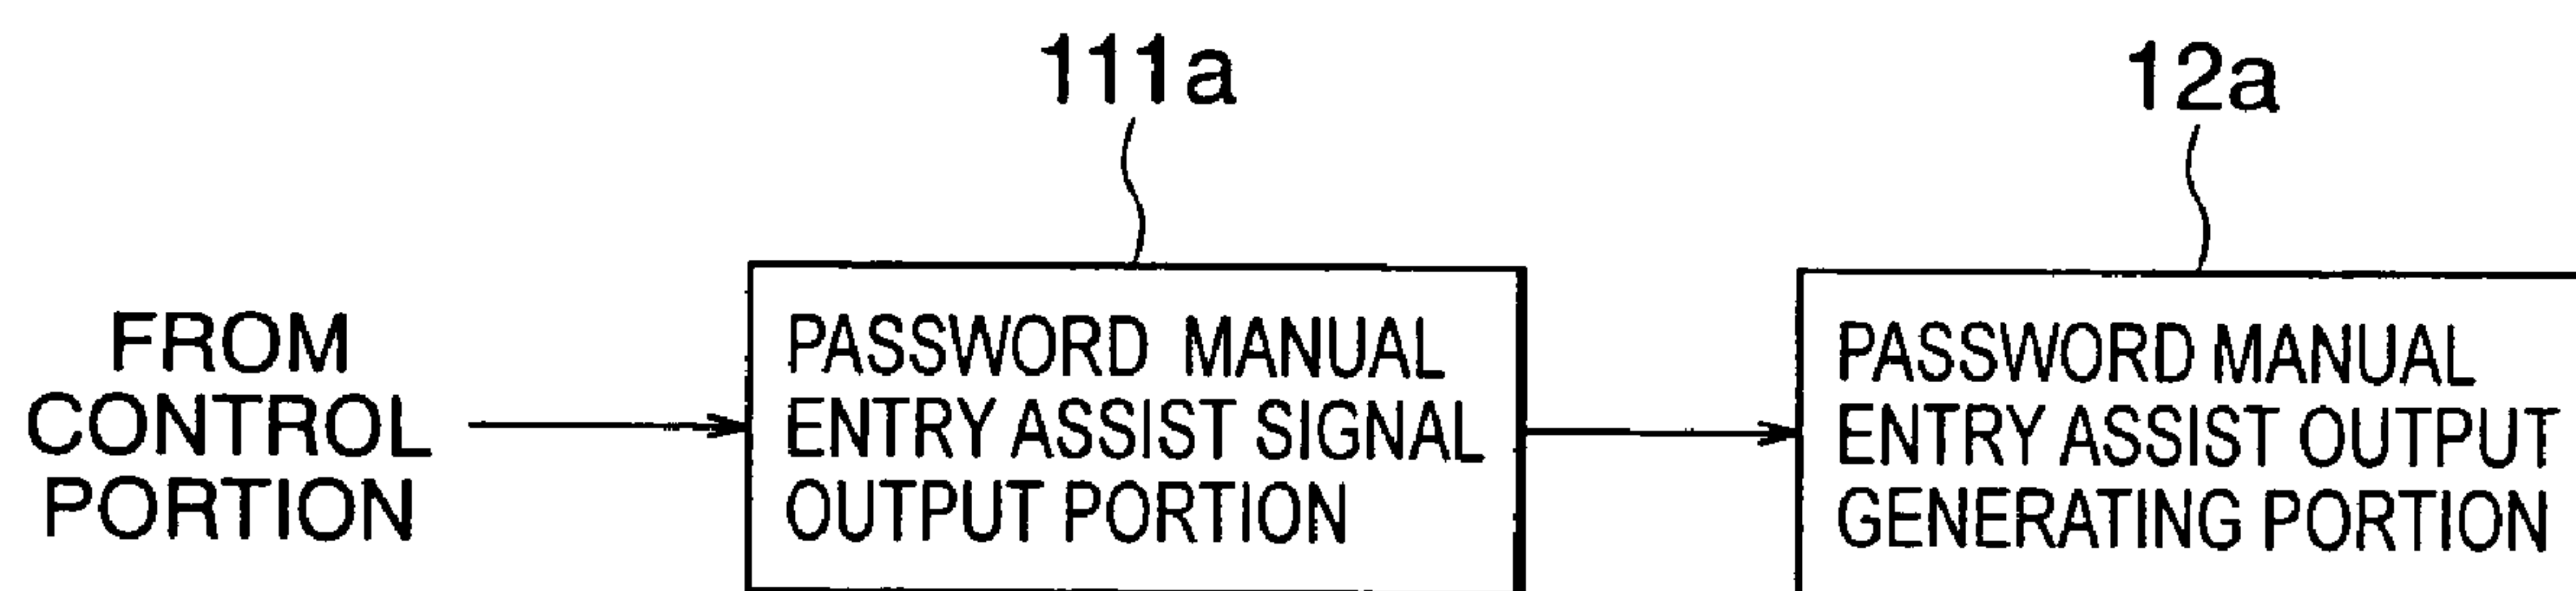 111a
12a
FROM
CONTROL
PORTION
PASSWORD MANUAL
ENTRY ASSIST SIGNAL
OUTPUT PORTION
PASSWORD MANUAL
ENTRY ASSIST OUTPUT
GENERATING PORTION